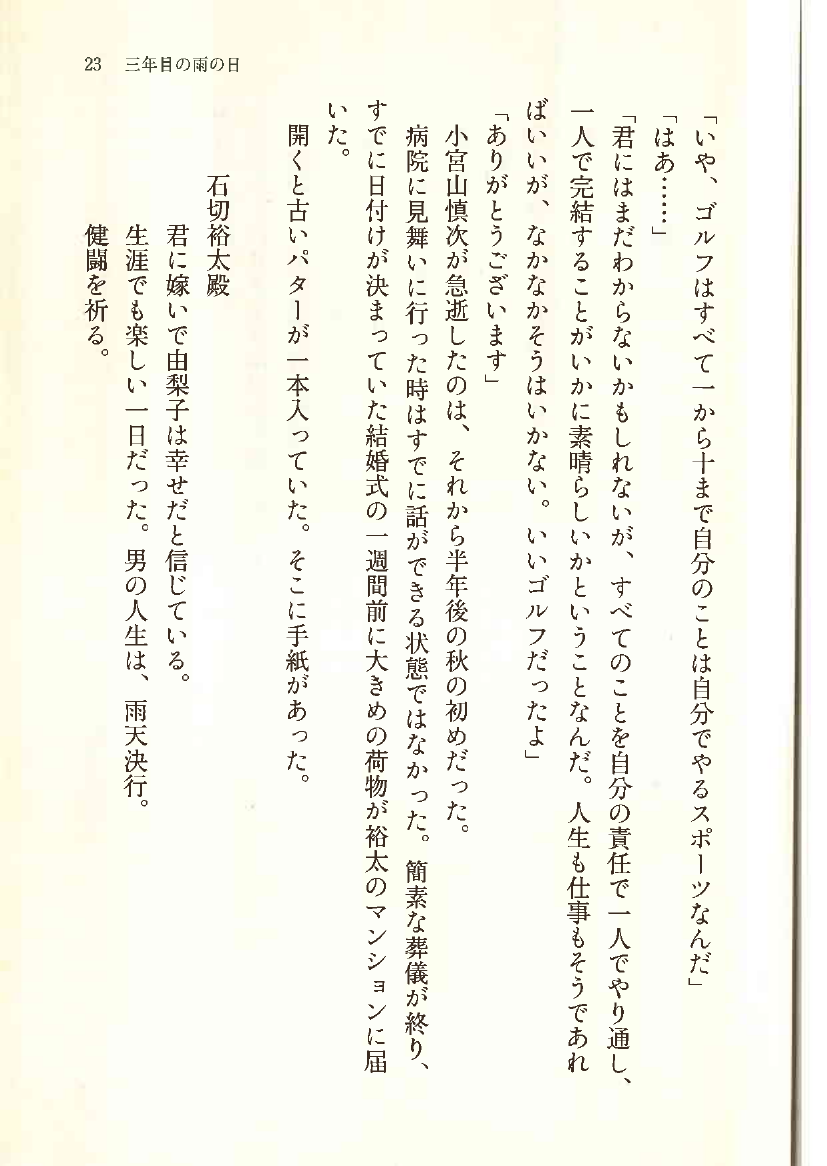 23　三年目の雨の日
「いや、ゴルフはすべて一から十まで自分のことは自分でやるスポーツなんだ」
「はあ……」
「君にはまだわからないかもしれないが、すべてのことを自分の責任で一人でやり通し、
一人で完結することがいかに素晴らしいかということなんだ。人生も仕事もそうであれ
ばいいが、なかなかそうはいかない。いいゴルフだったよ」
「ありがとうございます」
小宮山慎次が急逝したのは、それから半年後の秋の初めだった。
病院に見舞いに行った時はすでに話ができる状態ではなかった。簡素な葬儀が終り、
すでに日付けが決まっていた結婚式の一週間前に大きめの荷物が裕太のマンションに届
いた。
開くと古いパターが一本入っていた。そこに手紙があった。
石切裕太殿
君に嫁いで由梨子は幸せだと信じている。
生涯でも楽しい一日だった。男の人生は、雨天決行。
健闘を祈る。